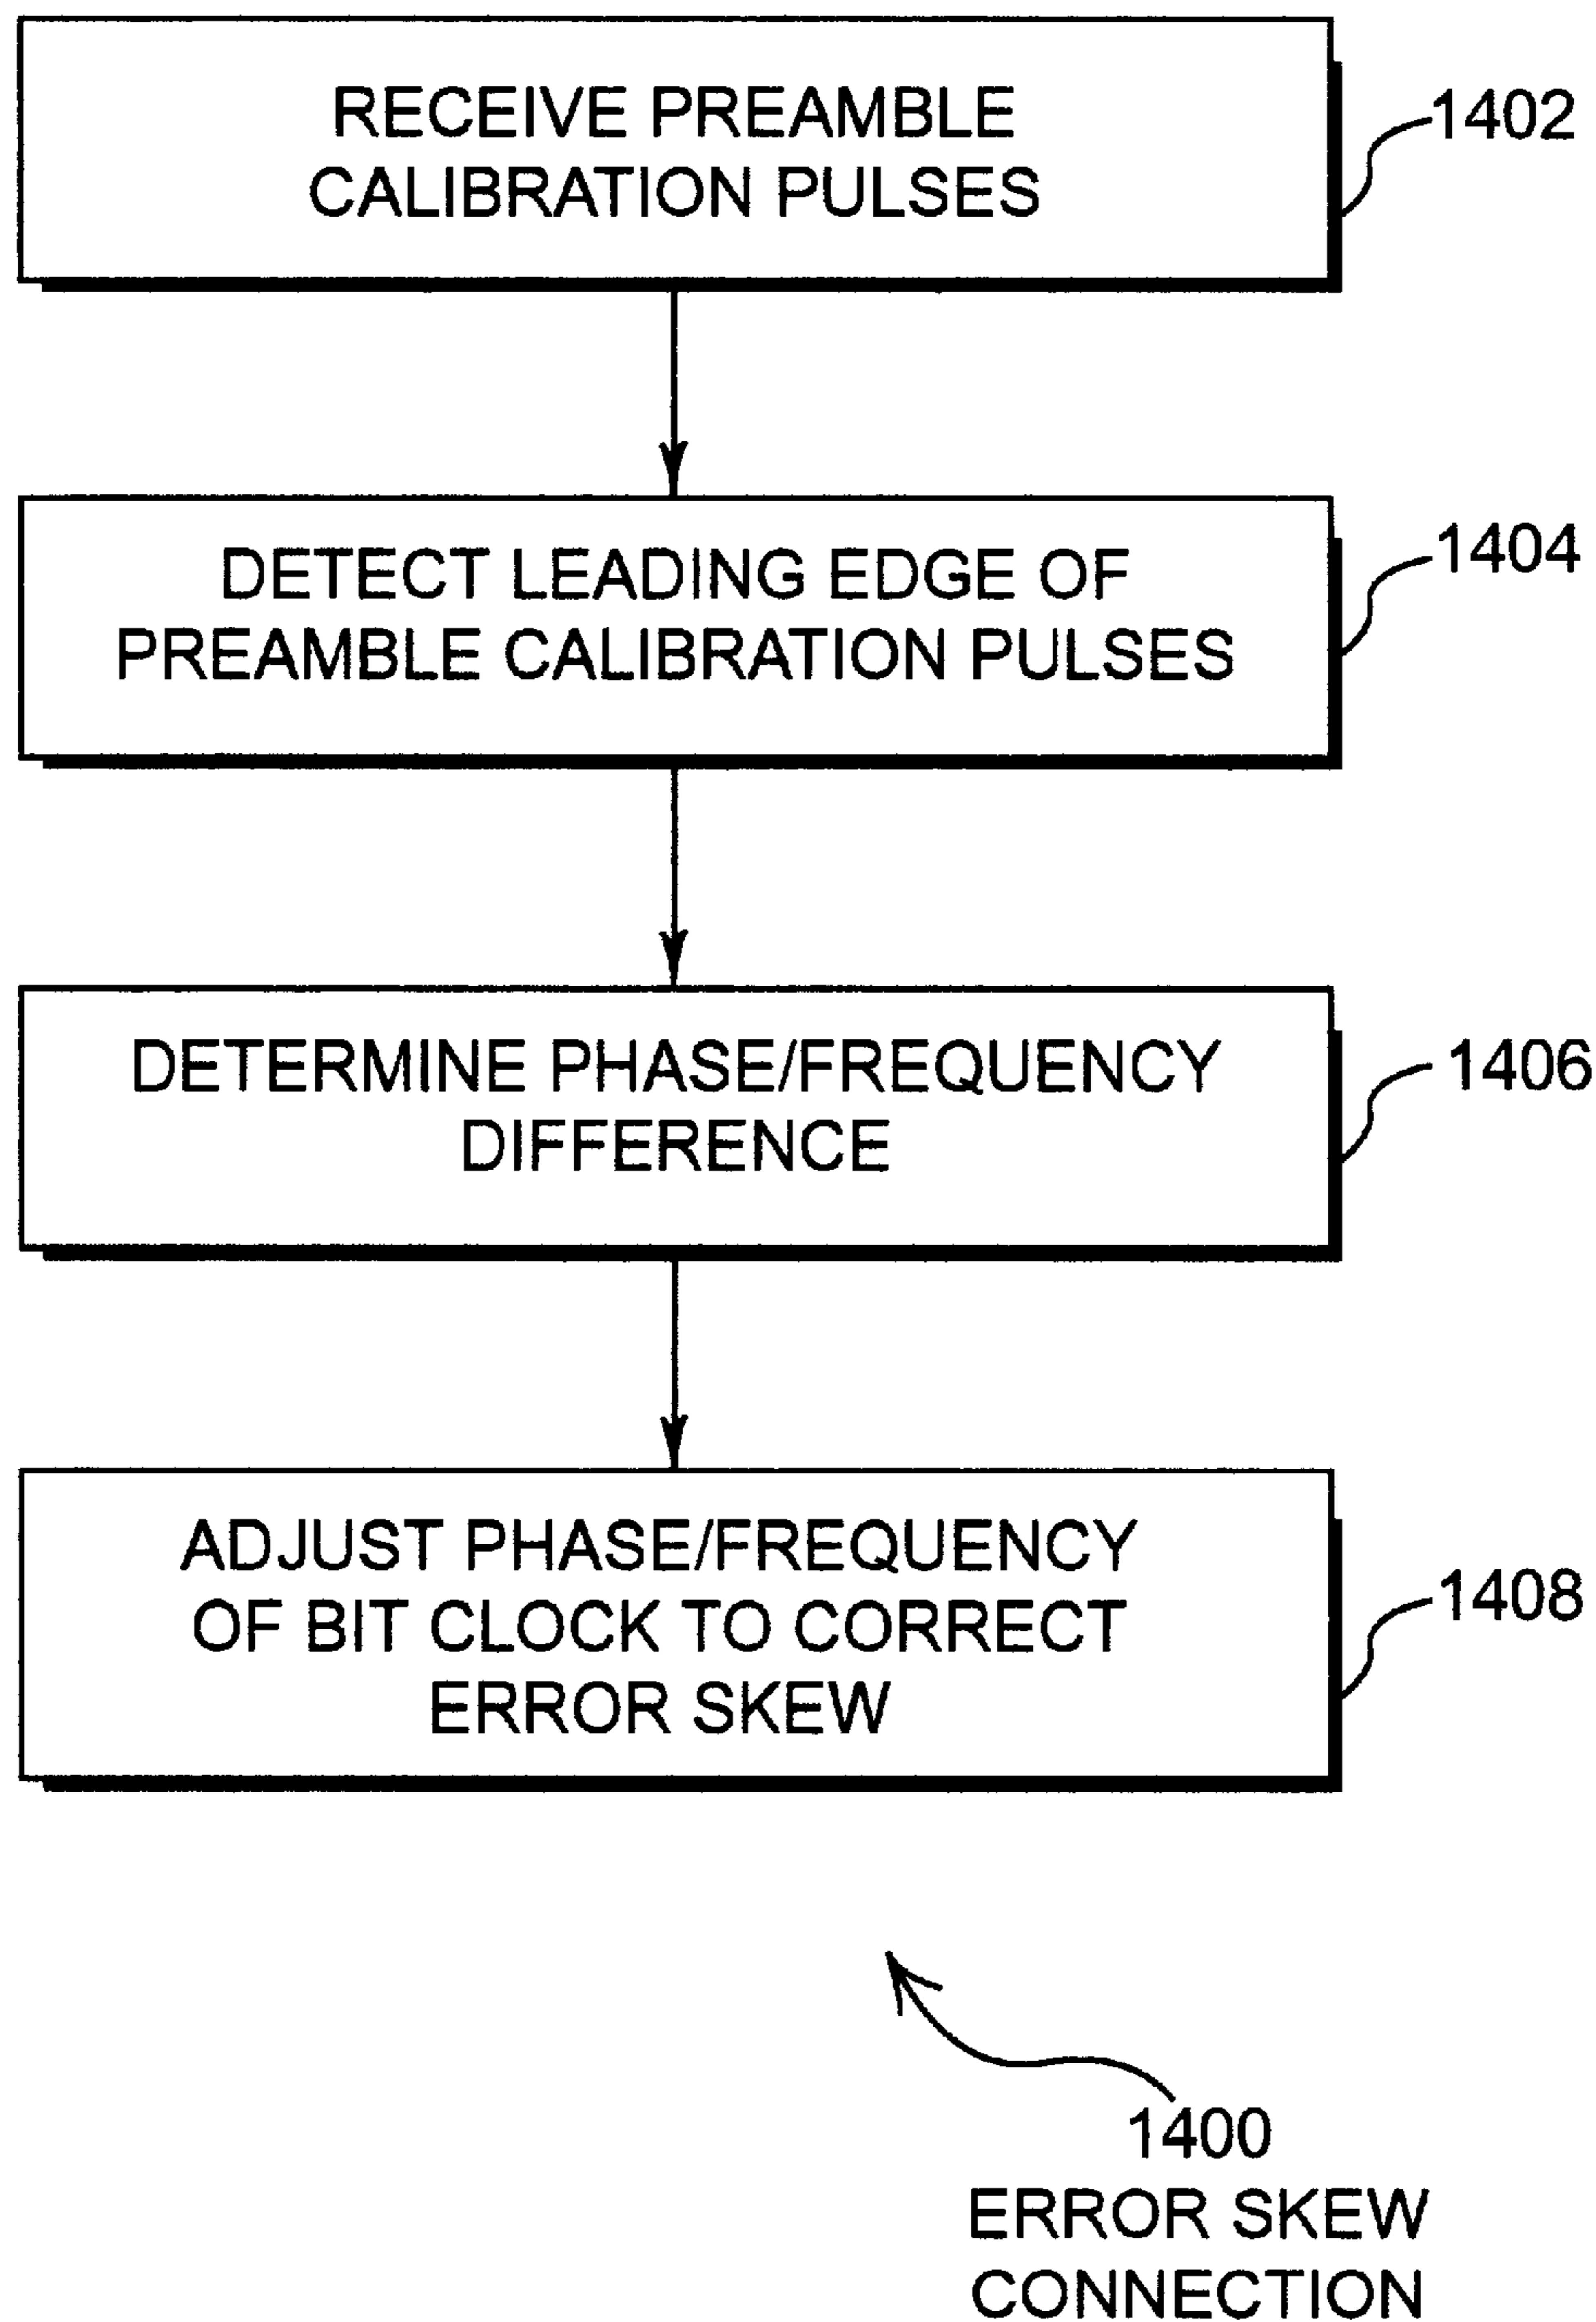 RECEIVE PREAMBLE
CALIBRATION PULSES
1402
DETECT LEADING EDGE OF
PREAMBLE CALIBRATION PULSES
1404
DETERMINE PHASE/FREQUENCY
DIFFERENCE
1406
ADJUST PHASE/FREQUENCY
OF BIT CLOCK TO CORRECT
ERROR SKEW
1408
1400
ERROR SKEW
CONNECTION